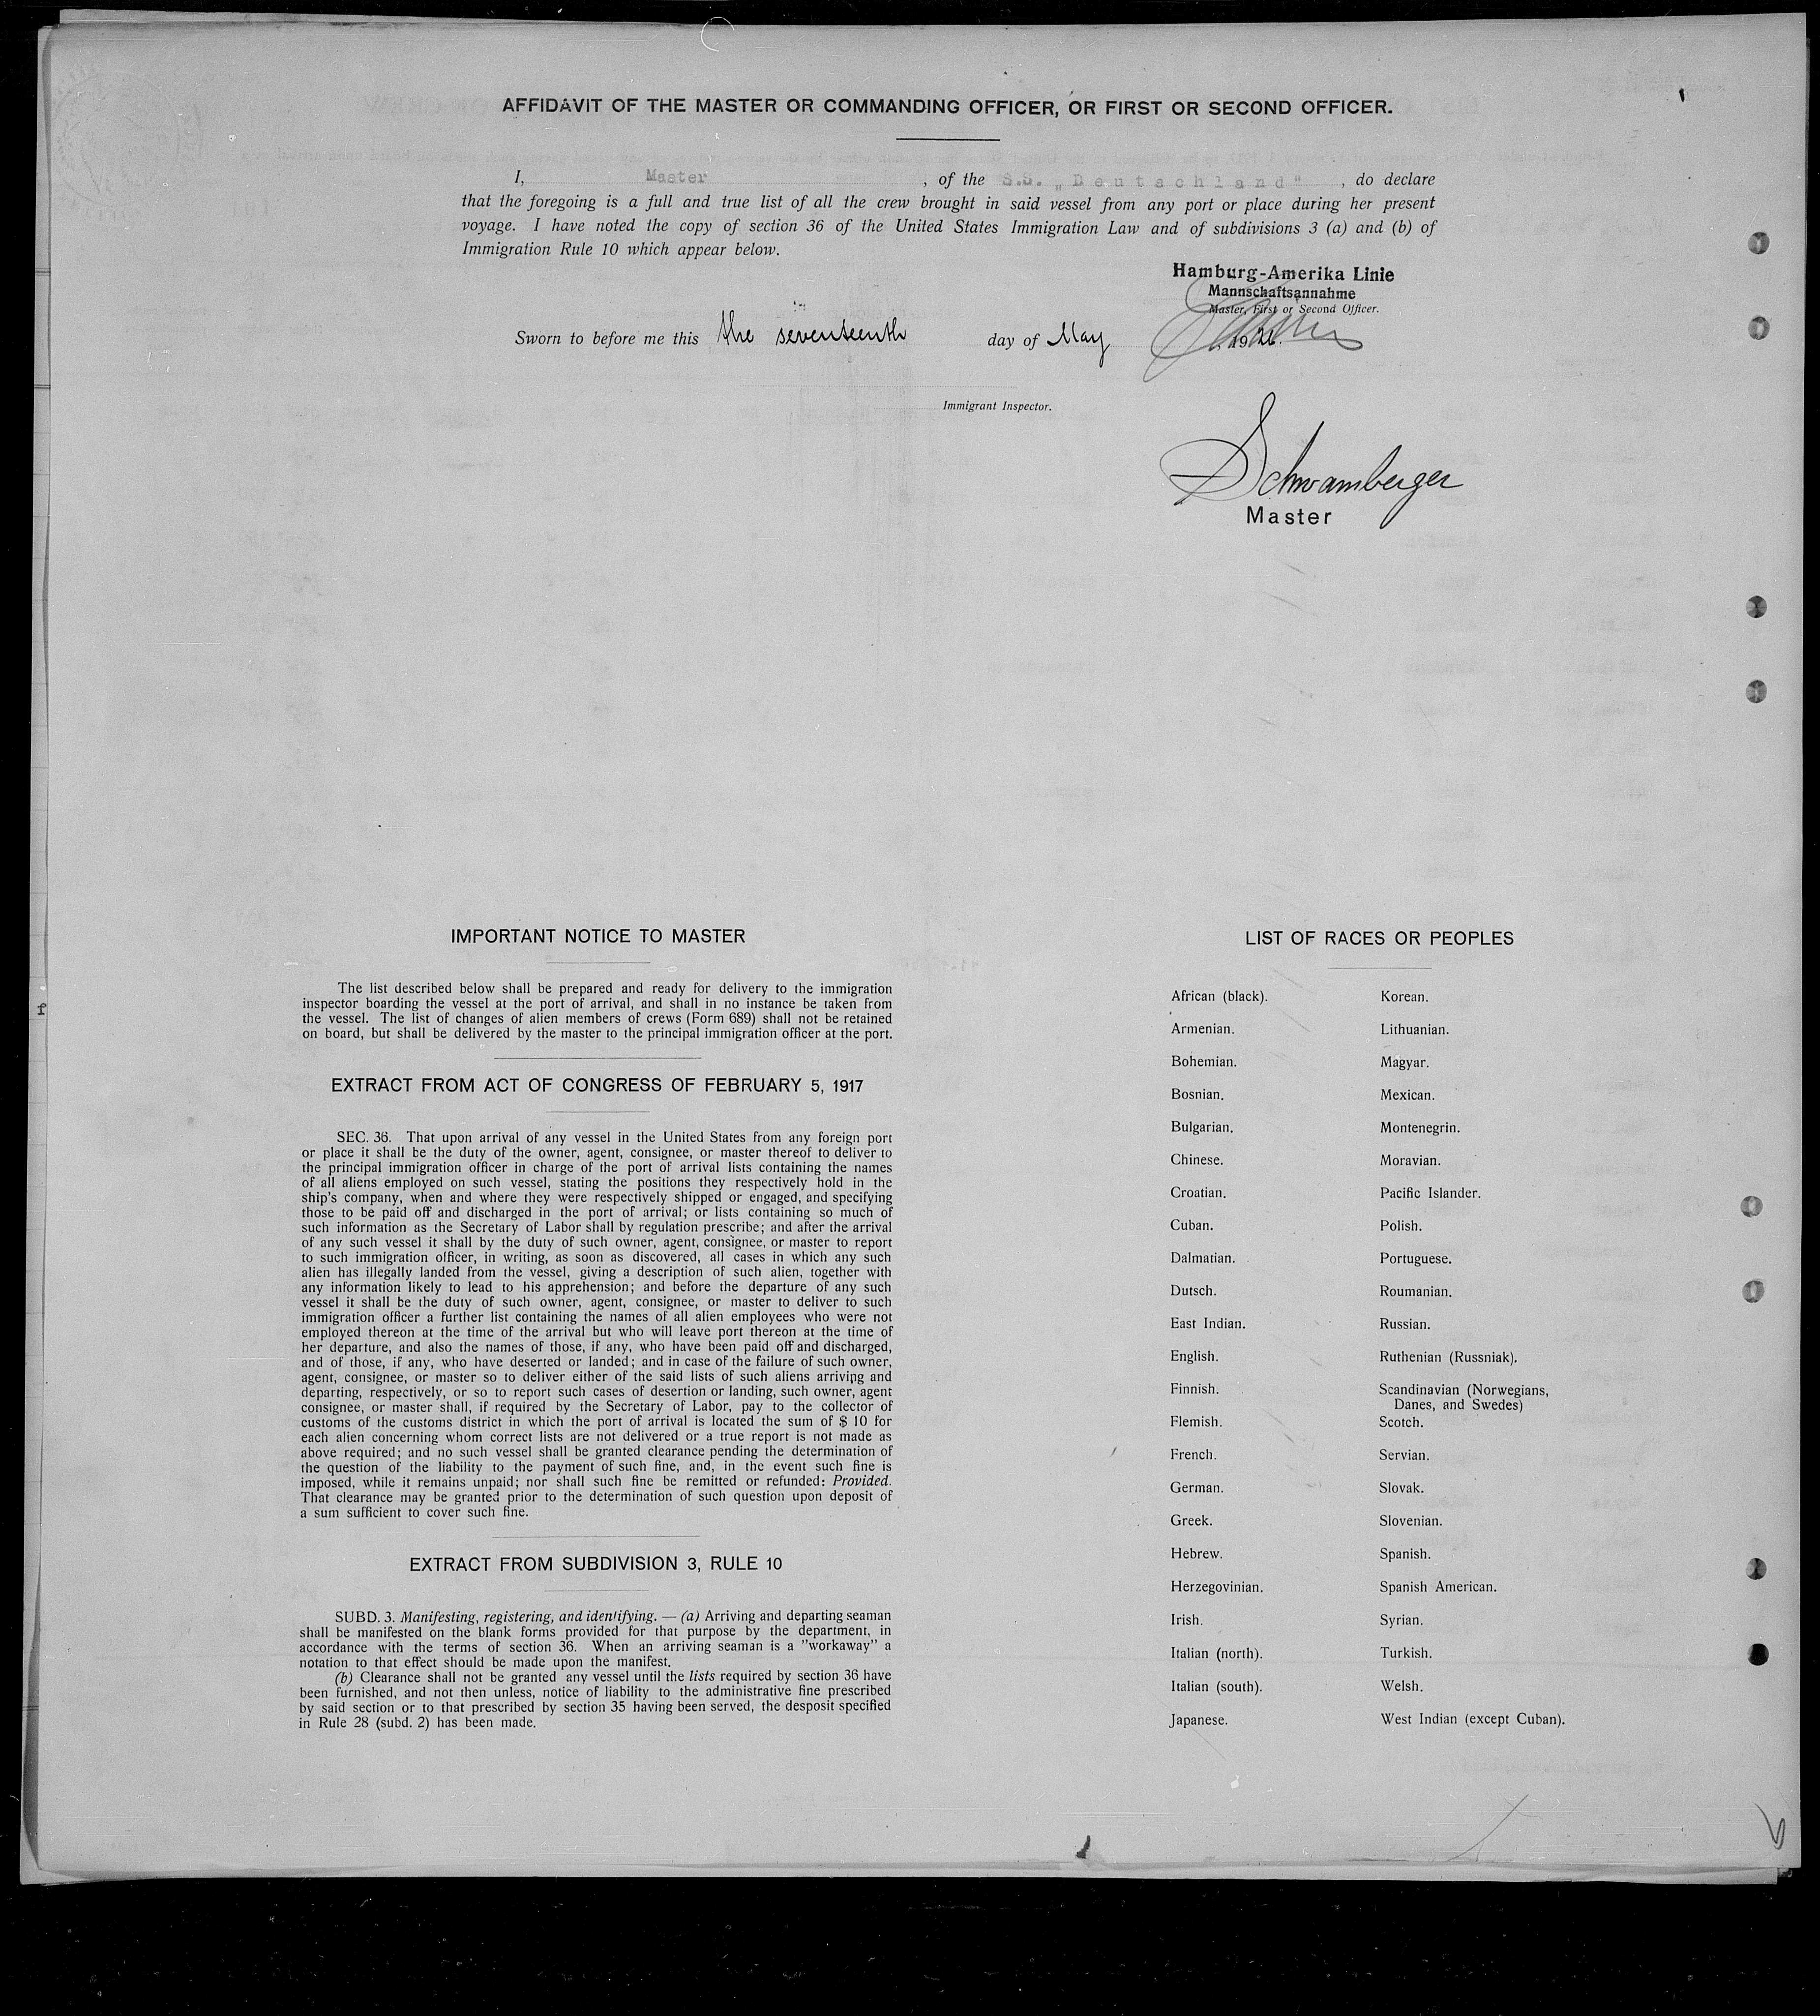 AFFIDAVIT OF THE MASTER OR COMMANDING OFFICER, OR FIRST OR SECOND OFFICER.
I, Master, of the S.S. „Deutschland", do declare
that the foregoing is a full and true list of all the crew brought in said vessel from any port or place during her present
voyage. I have noted the copy of section 36 of the United States Immigration Law and of subdivisions 3 (a) and (b) of
Immigration Rule 10 which appear below.
Hamburg-Amerika Linie
Mannschaftsannahme
Master, First or Second Officer.
Sworn to before me this the seventeenth day of May, 1926.
Immigrant Inspector.
Schwamberger
Master
IMPORTANT NOTICE TO MASTER
The list described below shall be prepared and ready for delivery to the immigration
inspector boarding the vessel at the port of arrival, and shall in no instance be taken from
the vessel. The list of changes of alien members of crews (Form 689) shall not be retained
on board, but shall be delivered by the master to the principal immigration officer at the port.
EXTRACT FROM ACT OF CONGRESS OF FEBRUARY 5, 1917
SEC. 36. That upon arrival of any vessel in the United States from any foreign port
or place it shall be the duty of the owner, agent, consignee, or master thereof to deliver to
the principal immigration officer in charge of the port of arrival lists containing the names
of all aliens employed on such vessel, stating the positions they respectively hold in the
ship's company, when and where they were respectively shipped or engaged, and specifying
those to be paid off and discharged in the port of arrival; or lists containing so much of
such information as the Secretary of Labor shall by regulation prescribe; and after the arrival
of any such vessel it shall by the duty of such owner, agent, consignee, or master to report
to such immigration officer, in writing, as soon as discovered, all cases in which any such
alien has illegally landed from the vessel, giving a description of such alien, together with
any information likely to lead to his apprehension; and before the departure of any such
vessel it shall be the duty of such owner, agent, consignee, or master to deliver to such
immigration officer a further list containing the names of all alien employees who were not
employed thereon at the time of the arrival but who will leave port thereon at the time of
her departure, and also the names of those, if any, who have been paid off and discharged,
and of those, if any, who have deserted or landed; and in case of the failure of such owner,
agent, consignee, or master so to deliver either of the said lists of such aliens arriving and
departing, respectively, or so to report such cases of desertion or landing, such owner, agent
consignee, or master shall, if required by the Secretary of Labor, pay to the collector of
customs of the customs district in which the port of arrival is located the sum of $ 10 for
each alien concerning whom correct lists are not delivered or a true report is not made as
above required; and no such vessel shall be granted clearance pending the determination of
the question of the liability to the payment of such fine, and, in the event such fine is
imposed, while it remains unpaid; nor shall such fine be remitted or refunded: Provided.
That clearance may be granted prior to the determination of such question upon deposit of
a sum sufficient to cover such fine.
EXTRACT FROM SUBDIVISION 3, RULE 10
SUBD. 3. Manifesting, registering, and identifying. — (a) Arriving and departing seaman
shall be manifested on the blank forms provided for that purpose by the department, in
accordance with the terms of section 36. When an arriving seaman is a "workaway" a
notation to that effect should be made upon the manifest.
(b) Clearance shall not be granted any vessel until the lists required by section 36 have
been furnished, and not then unless, notice of liability to the administrative fine prescribed
by said section or to that prescribed by section 35 having been served, the desposit specified
in Rule 28 (subd. 2) has been made.
LIST OF RACES OR PEOPLES
African (black).
Armenian.
Bohemian.
Bosnian.
Bulgarian.
Chinese.
Croatian.
Cuban.
Dalmatian.
Dutsch.
East Indian.
English.
Finnish.
Flemish.
French.
German.
Greek.
Hebrew.
Herzegovinian.
Irish.
Italian (north).
Italian (south).
Japanese.
Korean.
Lithuanian.
Magyar.
Mexican.
Montenegrin.
Moravian.
Pacific Islander.
Polish.
Portuguese.
Roumanian.
Russian.
Ruthenian (Russniak).
Scandinavian (Norwegians,
Danes, and Swedes)
Scotch.
Servian.
Slovak.
Slovenian.
Spanish.
Spanish American.
Syrian.
Turkish.
Welsh.
West Indian (except Cuban).